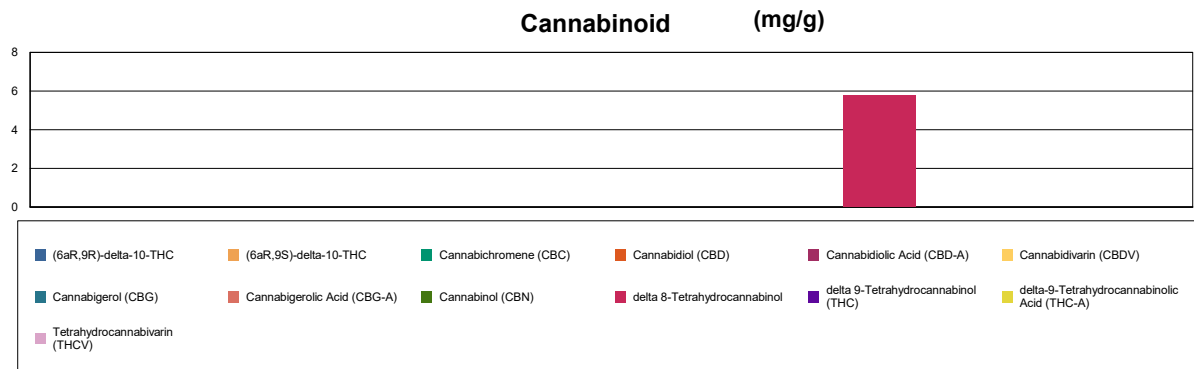 Cannabinoid (mg/g)
8
6
4
2
0
(6aR,9R)-delta-10-THC
(6aR,9S)-delta-10-THC
Cannabichromene (CBC)
Cannabidiol (CBD)
Cannabidiolic Acid (CBD-A)
Cannabidivarin (CBDV)
Cannabigerol (CBG)
Cannabigerolic Acid (CBG-A)
Cannabinol (CBN)
delta 8-Tetrahydrocannabinol
delta 9-Tetrahydrocannabinol
(THC)
delta-9-Tetrahydrocannabinolic
Acid (THC-A)
Tetrahydrocannabivarin
(THCV)